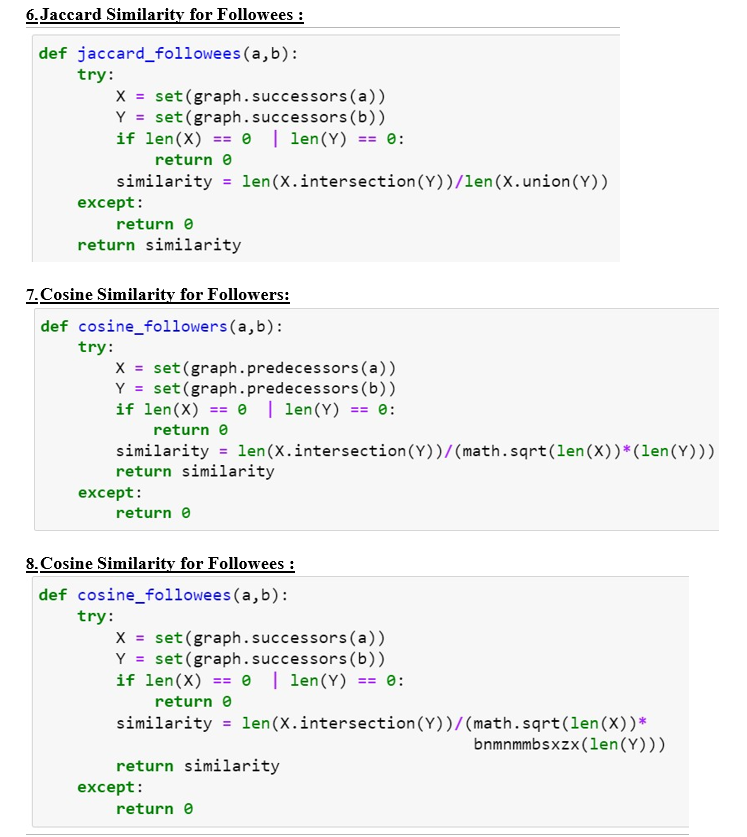 6.Jaccard Similarity for Followees :
def jaccard_followees(a,b):
    try:
        X = set(graph.successors(a))
        Y = set(graph.successors(b))
        if len(X) == 0  | len(Y) == 0:
            return 0
        similarity = len(X.intersection(Y))/len(X.union(Y))
    except:
        return 0
    return similarity
7.Cosine Similarity for Followers:
def cosine_followers(a,b):
    try:
        X = set(graph.predecessors(a))
        Y = set(graph.predecessors(b))
        if len(X) == 0  | len(Y) == 0:
            return 0
        similarity = len(X.intersection(Y))/(math.sqrt(len(X))*(len(Y)))
        return similarity
    except:
        return 0
8.Cosine Similarity for Followees :
def cosine_followees(a,b):
    try:
        X = set(graph.successors(a))
        Y = set(graph.successors(b))
        if len(X) == 0  | len(Y) == 0:
            return 0
        similarity = len(X.intersection(Y))/(math.sqrt(len(X))*
                                             bnmnmmbsxzx(len(Y)))
        return similarity
    except:
        return 0